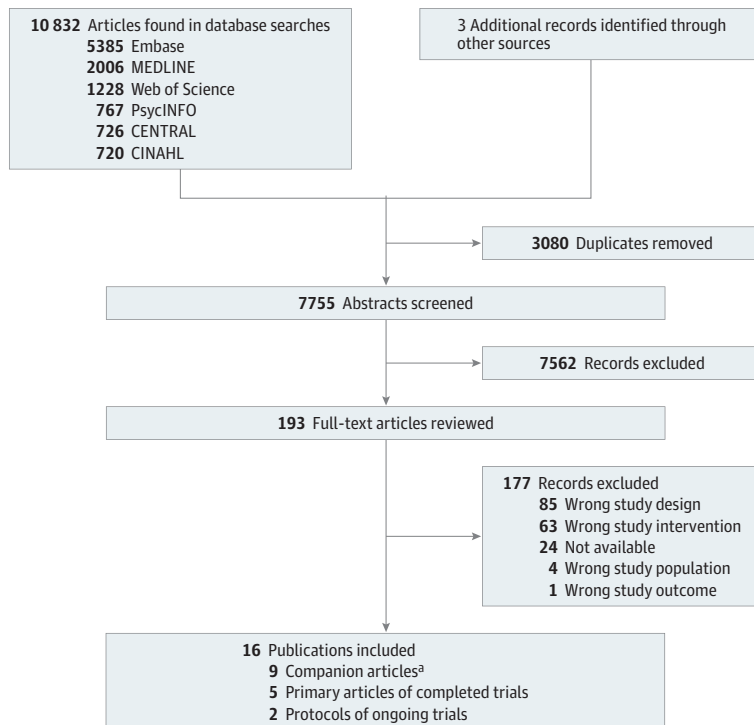 10 832 Articles found in database searches
5385 Embase
2006 MEDLINE
1228 Web of Science
767 PsycINFO
726 CENTRAL
720 CINAHL
3 Additional records identified through
other sources
3080 Duplicates removed
7755 Abstracts screened
7562 Records excluded
193 Full-text articles reviewed
177 Records excluded
85 Wrong study design
63 Wrong study intervention
24 Not available
4 Wrong study population
1 Wrong study outcome
16 Publications included
9 Companion articlesa
5 Primary articles of completed trials
2 Protocols of ongoing trials